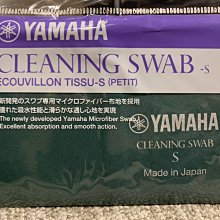 YAMAHA
CLEANING SWAB -S
ECOUVILLON TISSU-S (PETIT)
新開発のスワブ専用マイクロファイバー布地を採用
優れた吸水性能と滑らかな通し心地を実現
The newly developed Yamaha Microfiber Swab
Excellent absorption and smooth action.
YAMAHA
CLEANING SWAB
S
Made in Japan